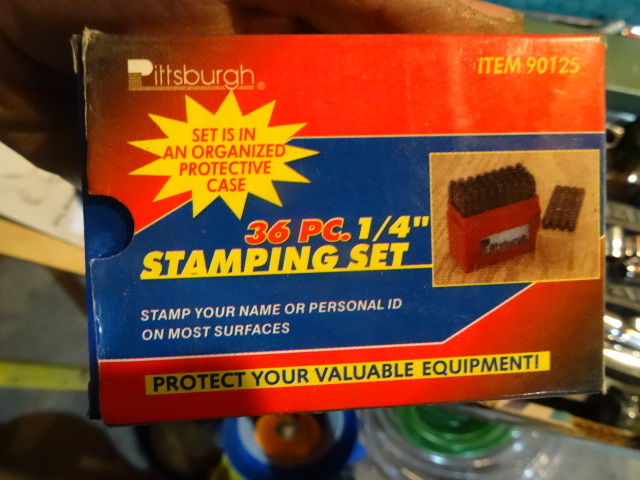 Pittsburgh®
ITEM 90125
SET IS IN
AN ORGANIZED
PROTECTIVE
CASE
36 PC. 1/4"
STAMPING SET
STAMP YOUR NAME OR PERSONAL ID
ON MOST SURFACES
PROTECT YOUR VALUABLE EQUIPMENT!